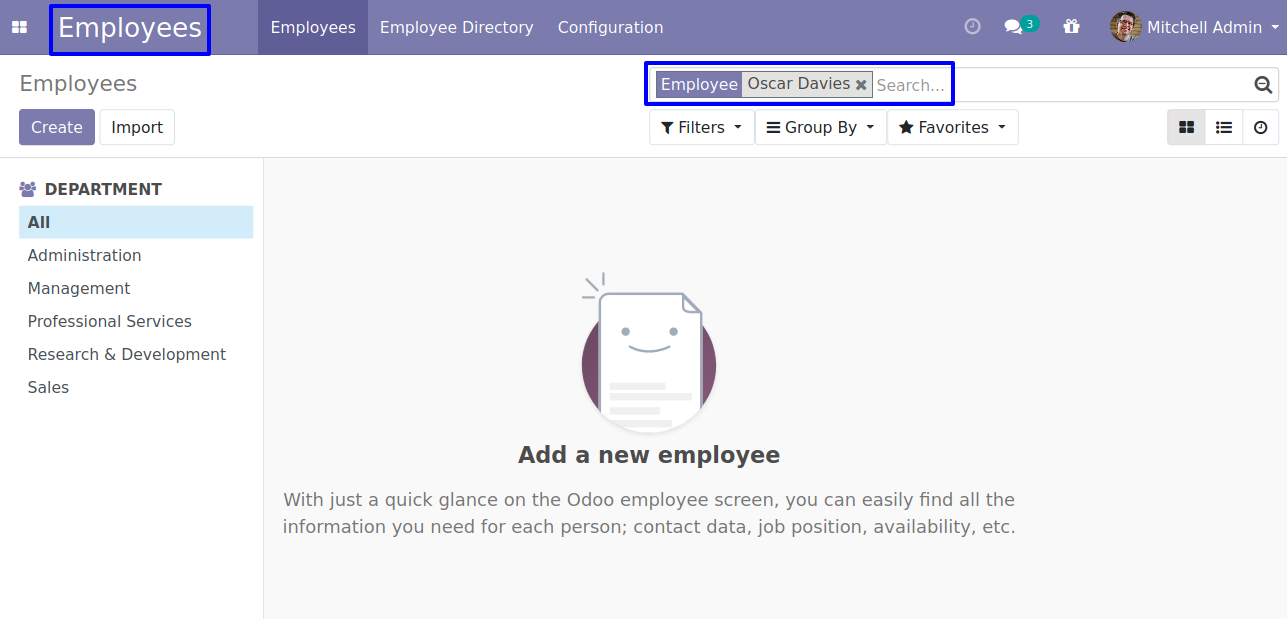 Employees Employees Employee Directory Configuration 3 Mitchell Admin
Employees
Employee Oscar Davies Search...
Create Import
Filters Group By Favorites
DEPARTMENT
All
Administration
Management
Professional Services
Research & Development
Sales
Add a new employee
With just a quick glance on the Odoo employee screen, you can easily find all the
information you need for each person; contact data, job position, availability, etc.